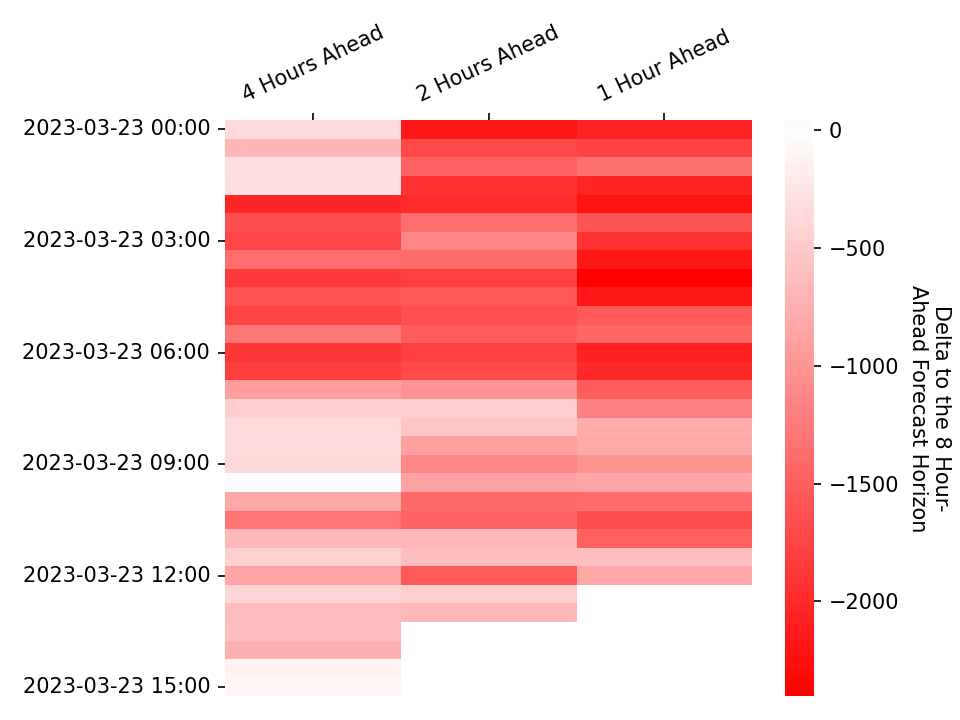 4 Hours Ahead
2 Hours Ahead
1 Hour Ahead
2023-03-23 00:00
2023-03-23 03:00
2023-03-23 06:00
2023-03-23 09:00
2023-03-23 12:00
2023-03-23 15:00
0
−500
−1000
−1500
−2000
Delta to the 8 Hour-
Ahead Forecast Horizon